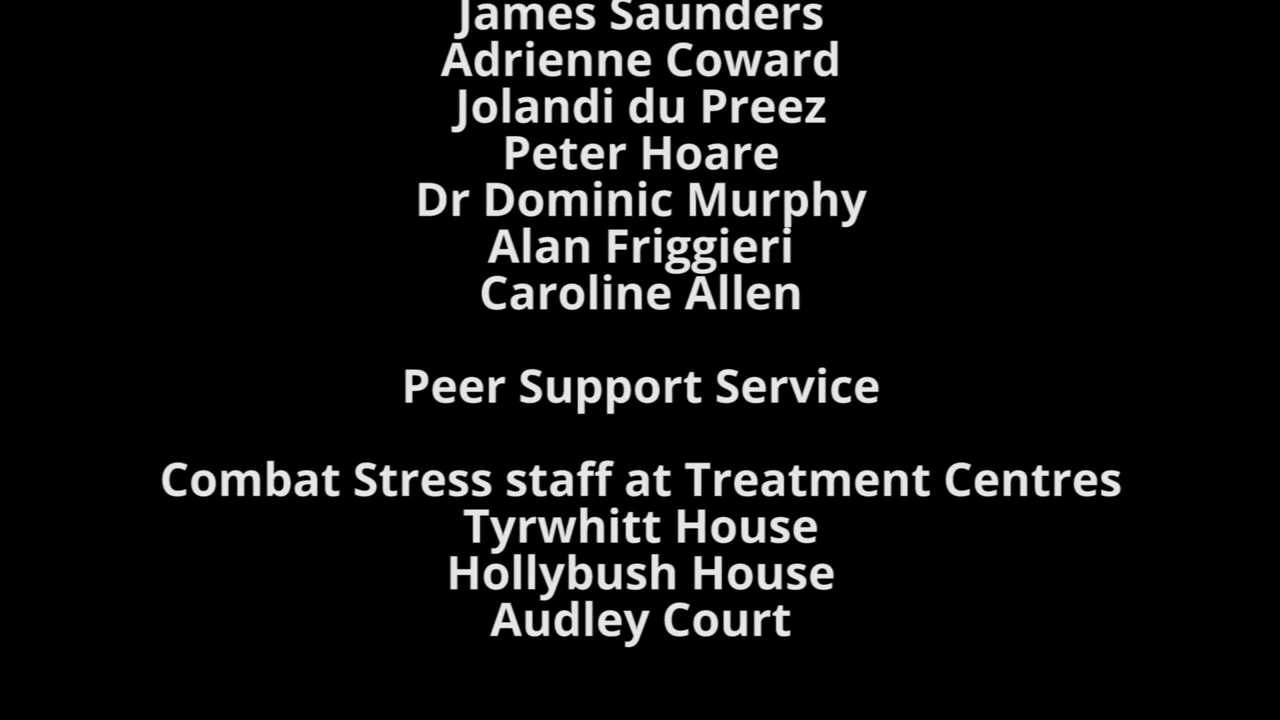 James Saunders
Adrienne Coward
Jolandi du Preez
Peter Hoare
Dr Dominic Murphy
Alan Friggieri
Caroline Allen
Peer Support Service
Combat Stress staff at Treatment Centres
Tyrwhitt House
Hollybush House
Audley Court